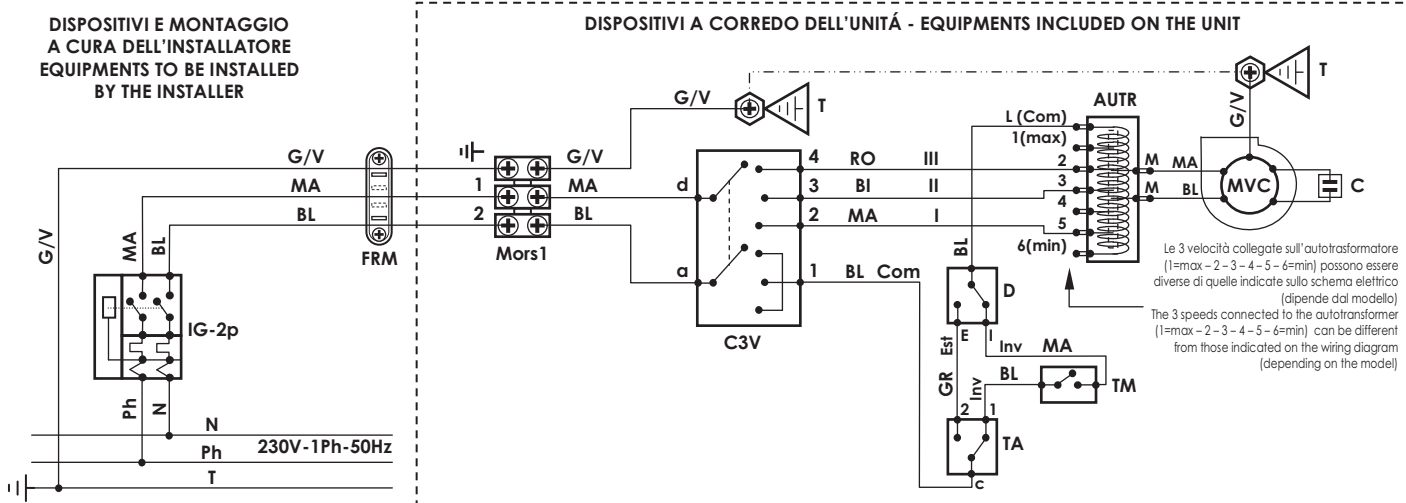 DISPOSITIVI E MONTAGGIO
A CURA DELL'INSTALLATORE
EQUIPMENTS TO BE INSTALLED
BY THE INSTALLER
DISPOSITIVI A CORREDO DELL'UNITÁ - EQUIPMENTS INCLUDED ON THE UNIT
G/V
MA
BL
G/V
MA
BL
FRM
IG-2p
Ph
N
N
230V-1Ph-50Hz
Ph
T
1
2
Mors1
G/V
MA
BL
G/V
T
d
a
4
3
2
1
C3V
RO
III
BI
II
MA
I
BL Com
L (Com)
1(max)
2
3
4
5
6(min)
AUTR
M
MA
M
BL
G/V
T
MVC
C
BL
D
E
I
Est
GR
Inv
MA
BL
Inv
TM
2
1
TA
c
Le 3 velocità collegate sull'autotrasformatore
(1=max – 2 – 3 – 4 – 5 – 6=min) possono essere
diverse di quelle indicate sullo schema elettrico
(dipende dal modello)
The 3 speeds connected to the autotransformer
(1=max – 2 – 3 – 4 – 5 – 6=min) can be different
from those indicated on the wiring diagram
(depending on the model)